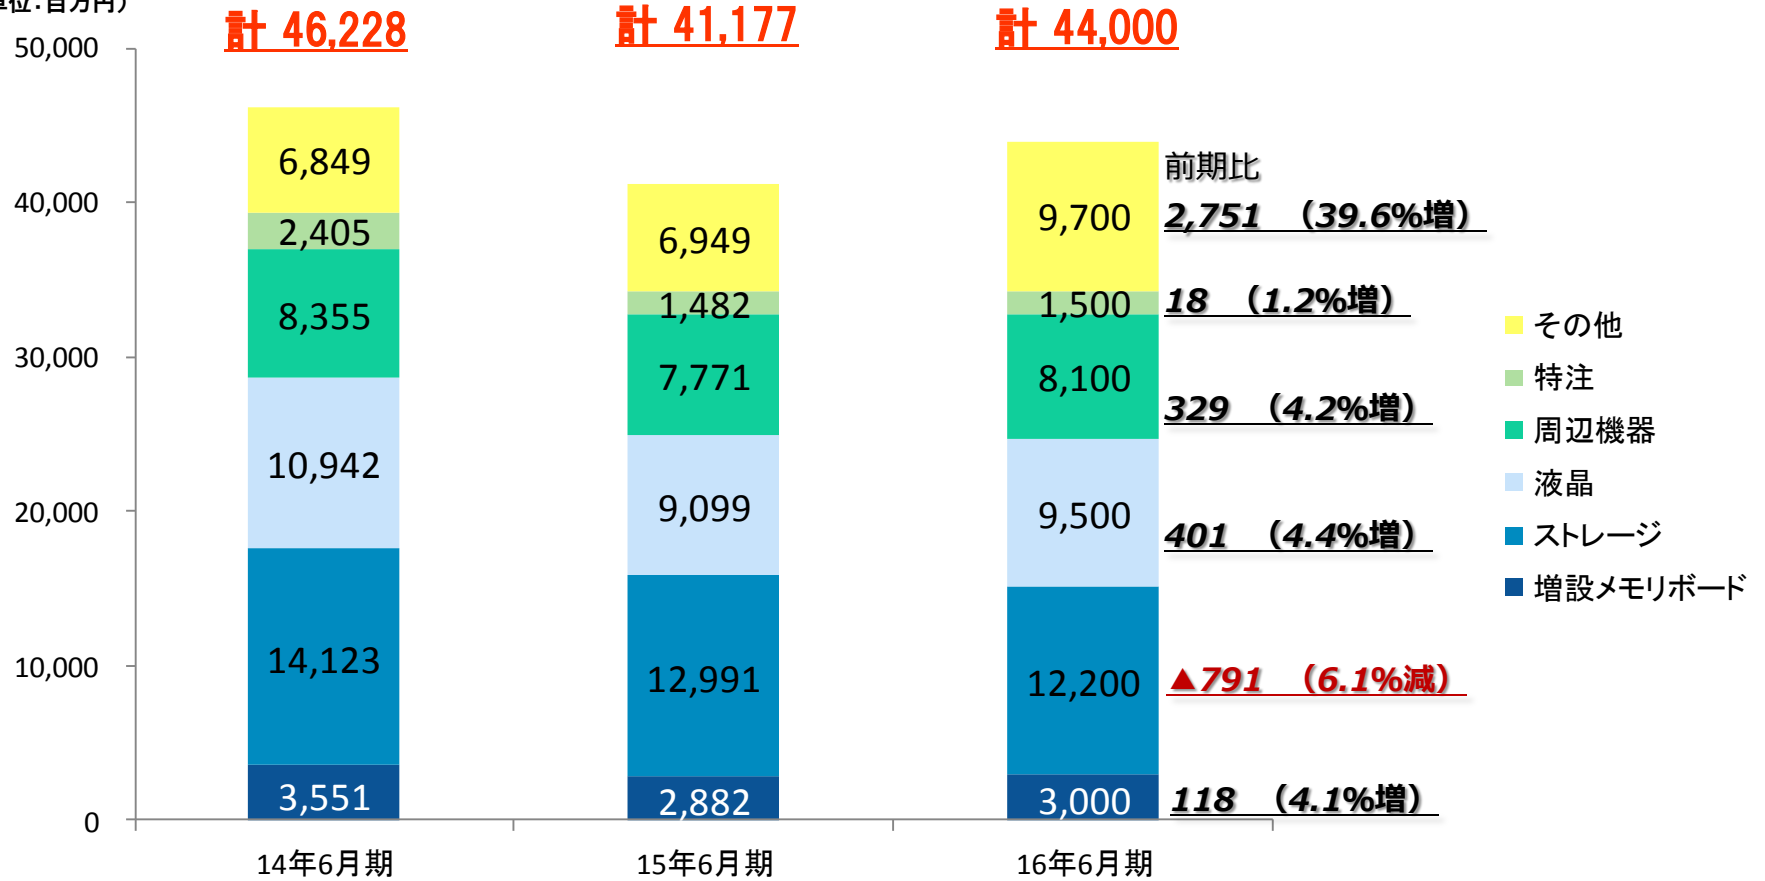 位：百万円）
計 46,228
計 41,177
計 44,000
50,000
40,000
30,000
20,000
10,000
0
6,849
2,405
8,355
10,942
14,123
3,551
6,949
1,482
7,771
9,099
12,991
2,882
9,700
1,500
8,100
9,500
12,200
3,000
前期比
2,751 （39.6%増）
18 （1.2%増）
329 （4.2%増）
401 （4.4%増）
▲791 （6.1%減）
118 （4.1%増）
その他
特注
周辺機器
液晶
ストレージ
増設メモリボード
14年6月期
15年6月期
16年6月期